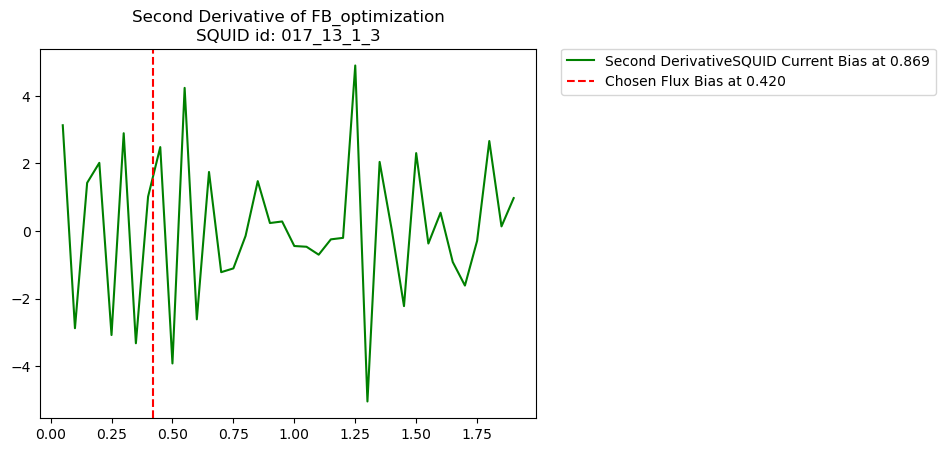 Second Derivative of FB_optimization
SQUID id: 017_13_1_3
Second DerivativeSQUID Current Bias at 0.869
Chosen Flux Bias at 0.420
4
2
0
−2
−4
0.00 0.25 0.50 0.75 1.00 1.25 1.50 1.75